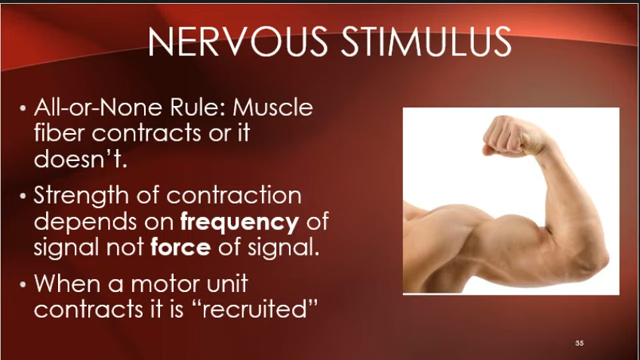 NERVOUS STIMULUS
• All-or-None Rule: Muscle
fiber contracts or it
doesn't.
• Strength of contraction
depends on frequency of
signal not force of signal.
• When a motor unit
contracts it is “recruited”
55